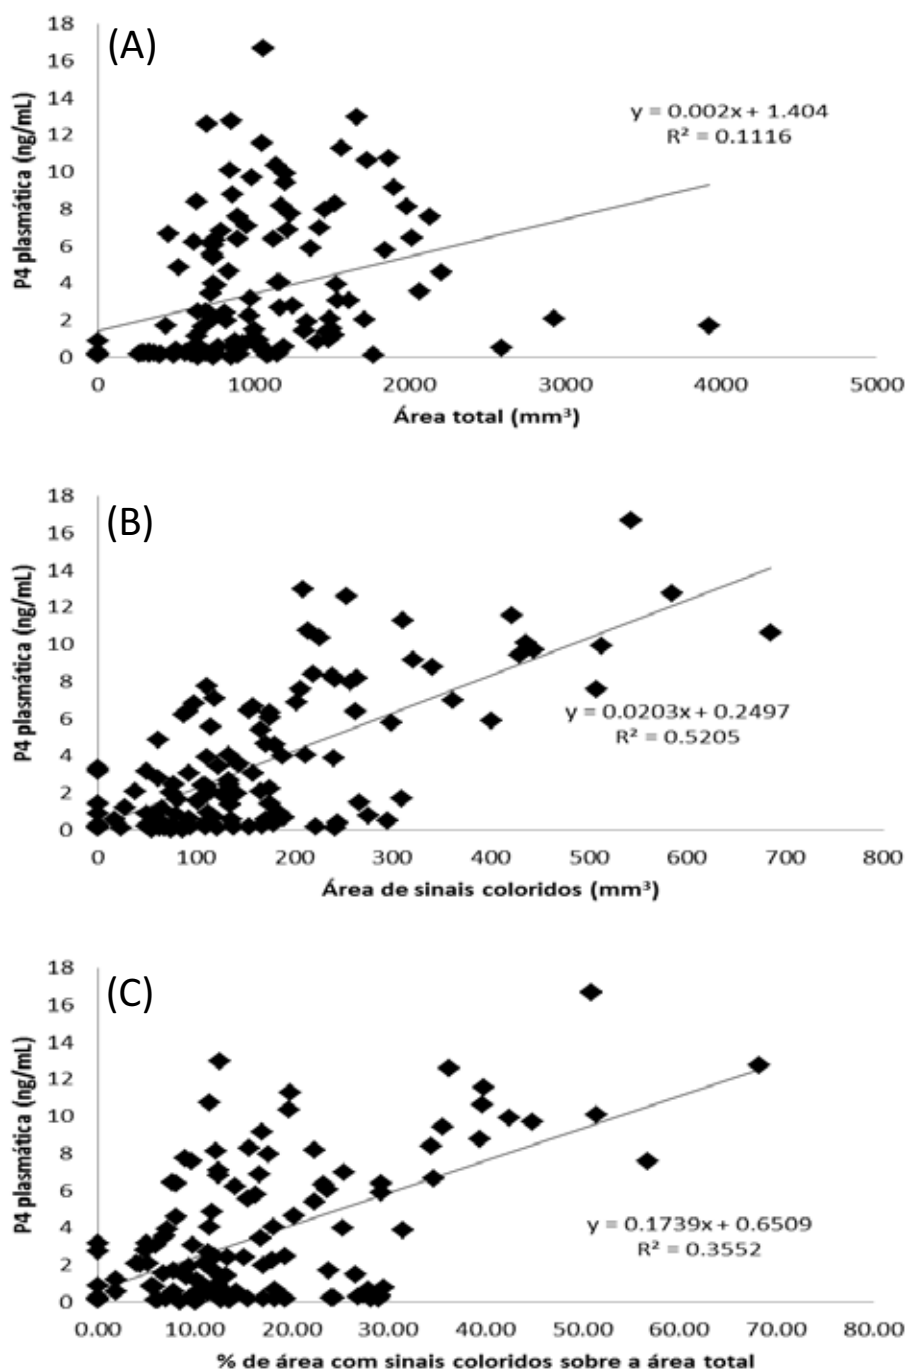 (A)
P4 plasmática (ng/mL)
18
16
14
12
10
8
6
4
2
0
y = 0.002x + 1.404
R² = 0.1116
0 1000 2000 3000 4000 5000
Área total (mm³)
(B)
P4 plasmática (ng/mL)
18
16
14
12
10
8
6
4
2
0
y = 0.0203x + 0.2497
R² = 0.5205
0 100 200 300 400 500 600 700 800
Área de sinais coloridos (mm³)
(C)
P4 plasmática (ng/mL)
18
16
14
12
10
8
6
4
2
0
y = 0.1739x + 0.6509
R² = 0.3552
0.00 10.00 20.00 30.00 40.00 50.00 60.00 70.00 80.00
% de área com sinais coloridos sobre a área total